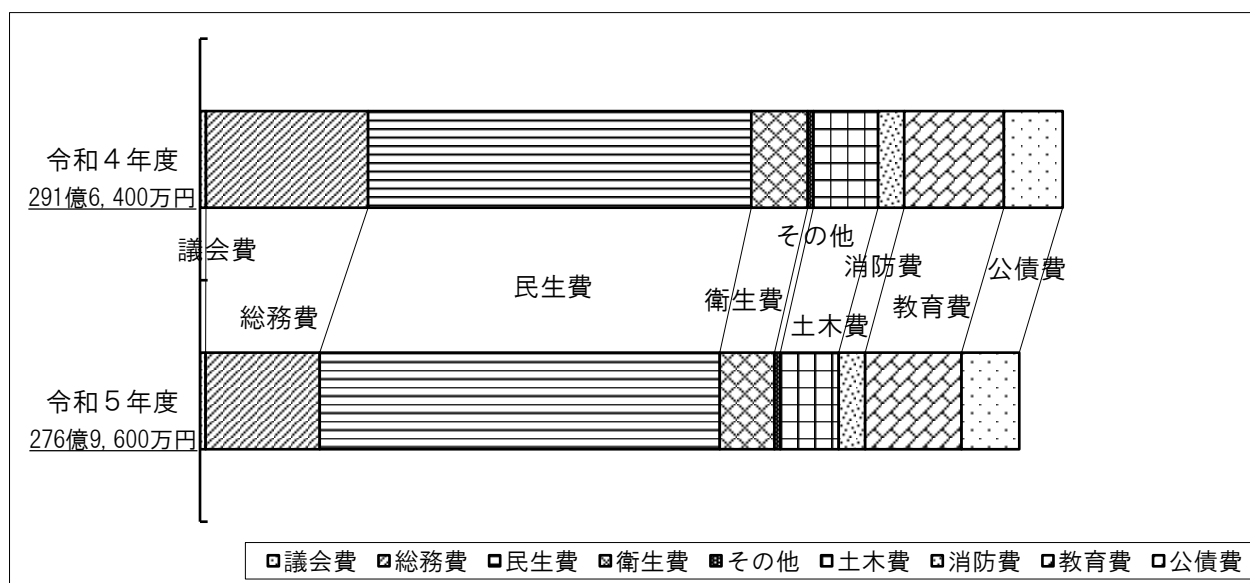 令和４年度
291億6,400万円
議会費
総務費
民生費
衛生費
その他
土木費
消防費
教育費
公債費
令和５年度
276億9,600万円
議会費 総務費 民生費 衛生費 その他 土木費 消防費 教育費 公債費